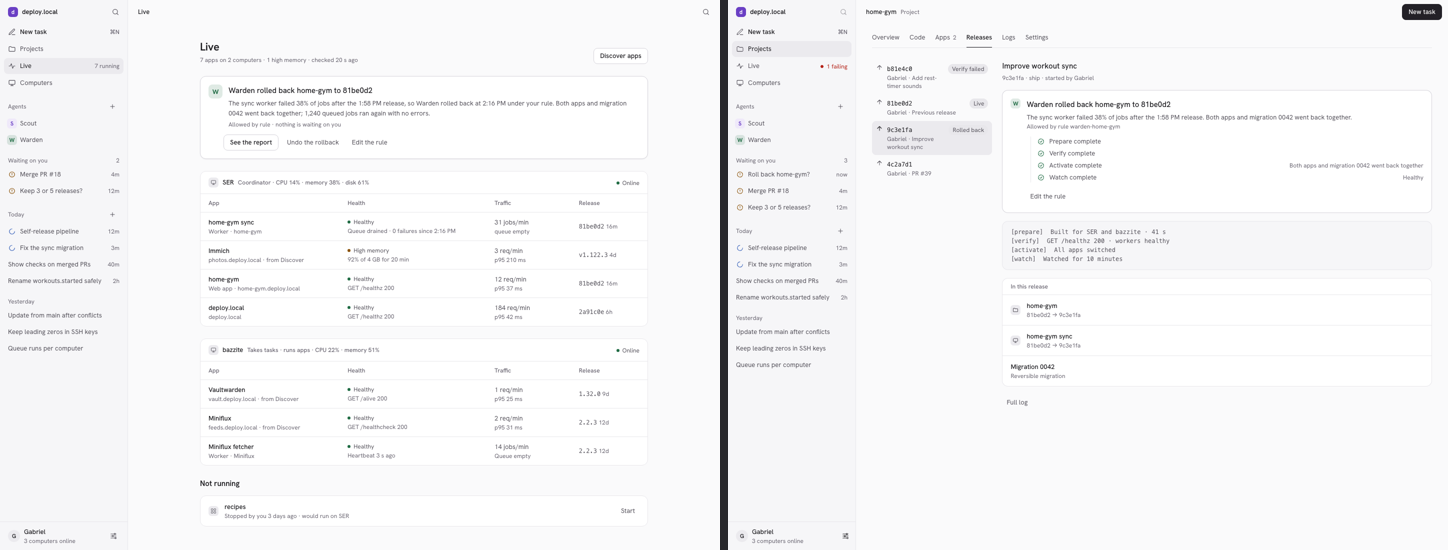 d deploy.local
New task ⌘N
Projects
Live 7 running
Computers
Agents
S Scout
W Warden
Waiting on you 2
Merge PR #18 4m
Keep 3 or 5 releases? 12m
Today
Self-release pipeline 12m
Fix the sync migration 3m
Show checks on merged PRs 40m
Rename workouts.started safely 2h
Yesterday
Update from main after conflicts
Keep leading zeros in SSH keys
Queue runs per computer
G Gabriel
3 computers online
Live
Live
7 apps on 2 computers · 1 high memory · checked 20 s ago
Discover apps
W Warden rolled back home-gym to 81be0d2
The sync worker failed 38% of jobs after the 1:58 PM release, so Warden rolled back at 2:16 PM under your rule. Both apps and migration
0042 went back together; 1,240 queued jobs ran again with no errors.
Allowed by rule · nothing is waiting on you
See the report Undo the rollback Edit the rule
SER Coordinator · CPU 14% · memory 38% · disk 61% Online
App Health Traffic Release
home-gym sync Healthy 31 jobs/min 81be0d2 16m
Worker · home-gym Queue drained · 0 failures since 2:16 PM queue empty
Immich High memory 3 req/min v1.122.3 4d
photos.deploy.local · from Discover 92% of 4 GB for 20 min p95 210 ms
home-gym Healthy 12 req/min 81be0d2 16m
Web app · home-gym.deploy.local GET /healthz 200 p95 37 ms
deploy.local Healthy 184 req/min 2a91c0e 6h
deploy.local GET /healthz 200 p95 42 ms
bazzite Takes tasks · runs apps · CPU 22% · memory 51% Online
App Health Traffic Release
Vaultwarden Healthy 1 req/min 1.32.0 9d
vault.deploy.local · from Discover GET /alive 200 p95 25 ms
Miniflux Healthy 2 req/min 2.2.3 12d
feeds.deploy.local · from Discover GET /healthcheck 200 p95 31 ms
Miniflux fetcher Healthy 14 jobs/min 2.2.3 12d
Worker · Miniflux Heartbeat 3 s ago Queue empty
Not running
recipes
Stopped by you 3 days ago · would run on SER
Start
d deploy.local
New task ⌘N
Projects
Live 1 failing
Computers
Agents
S Scout
W Warden
Waiting on you 3
Roll back home-gym? now
Merge PR #18 4m
Keep 3 or 5 releases? 12m
Today
Self-release pipeline 12m
Fix the sync migration 3m
Show checks on merged PRs 40m
Rename workouts.started safely 2h
Yesterday
Update from main after conflicts
Keep leading zeros in SSH keys
Queue runs per computer
G Gabriel
3 computers online
home-gym Project
New task
Overview Code Apps 2 Releases Logs Settings
b81e4c0 Verify failed
Gabriel · Add rest-
timer sounds
81be0d2 Live
Gabriel · Previous release
9c3e1fa Rolled back
Gabriel · Improve
workout sync
4c2a7d1
Gabriel · PR #39
Improve workout sync
9c3e1fa · ship · started by Gabriel
W Warden rolled back home-gym to 81be0d2
The sync worker failed 38% of jobs after the 1:58 PM release. Both apps and migration 0042 went back together.
Allowed by rule warden-home-gym
Prepare complete
Verify complete
Activate complete Both apps and migration 0042 went back together
Watch complete Healthy
Edit the rule
[prepare] Built for SER and bazzite · 41 s
[verify] GET /healthz 200 · workers healthy
[activate] All apps switched
[watch] Watched for 10 minutes
In this release
home-gym
81be0d2 → 9c3e1fa
home-gym sync
81be0d2 → 9c3e1fa
Migration 0042
Reversible migration
Full log